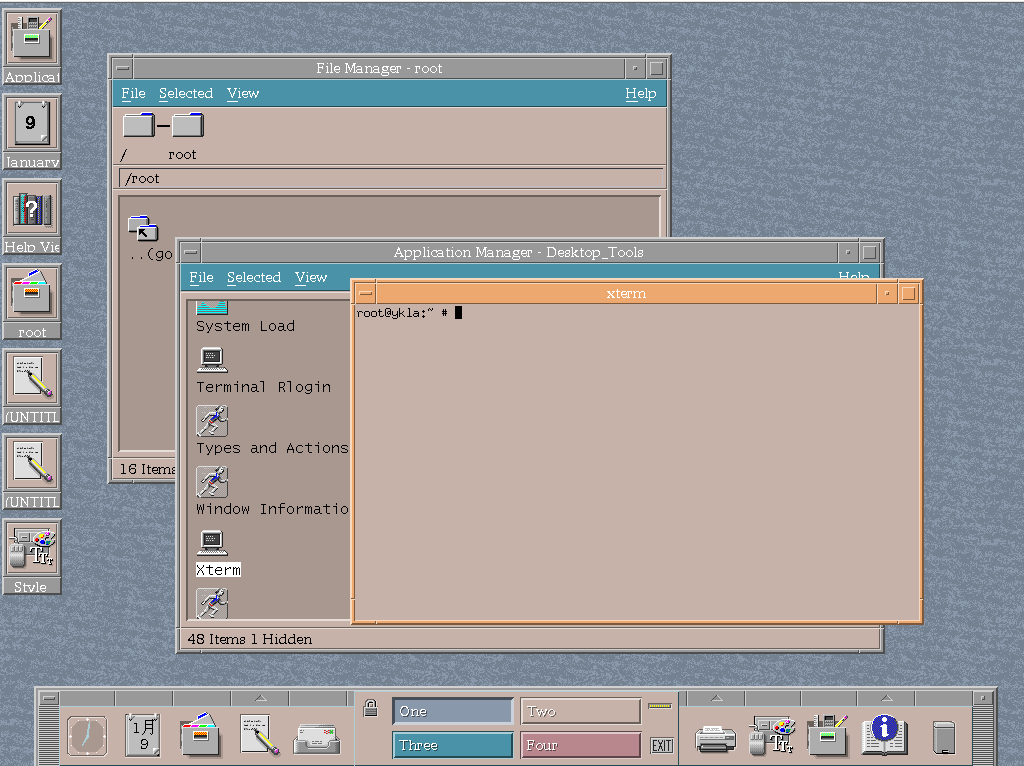 Applicat
9
January
?
Help Vie
root
(UNTITL
(UNTITL
Style
File Manager - root
File Selected View Help
/ root
/root
..(go
16 Items
Application Manager - Desktop_Tools
File Selected View Help
System Load
Terminal Rlogin
Types and Actions
Window Informatio
Xterm
48 Items 1 Hidden
xterm
root@ykla:~ #
1月
9
One Two
Three Four
EXIT